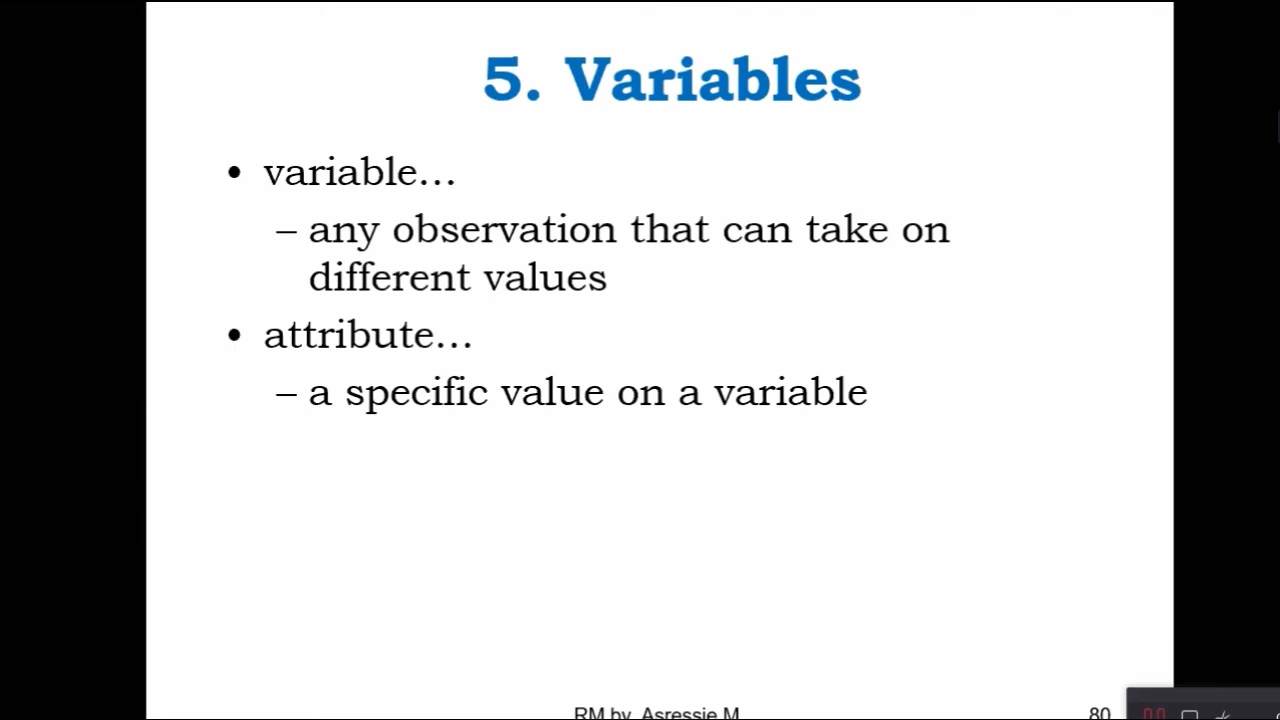 5. Variables
• variable…
– any observation that can take on
different values
• attribute…
– a specific value on a variable
RM by Asressie M
80